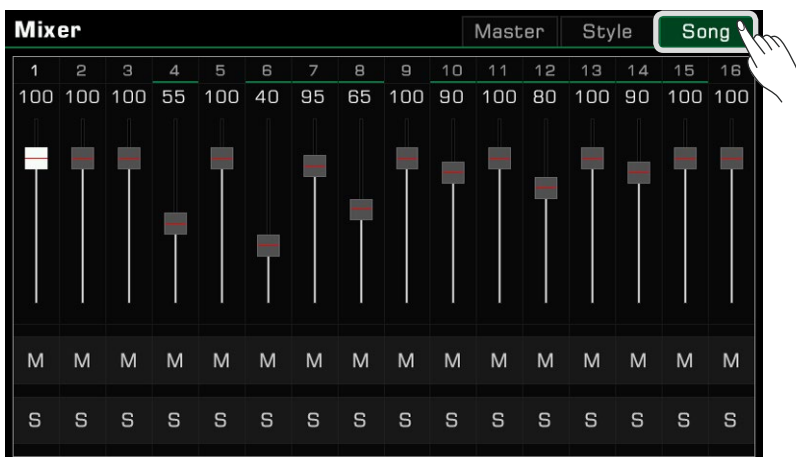 Mixer Master Style Song
1 2 3 4 5 6 7 8 9 10 11 12 13 14 15 16
100 100 100 55 100 40 95 65 100 90 100 80 100 90 100 100
M M M M M M M M M M M M M M M M
S S S S S S S S S S S S S S S S